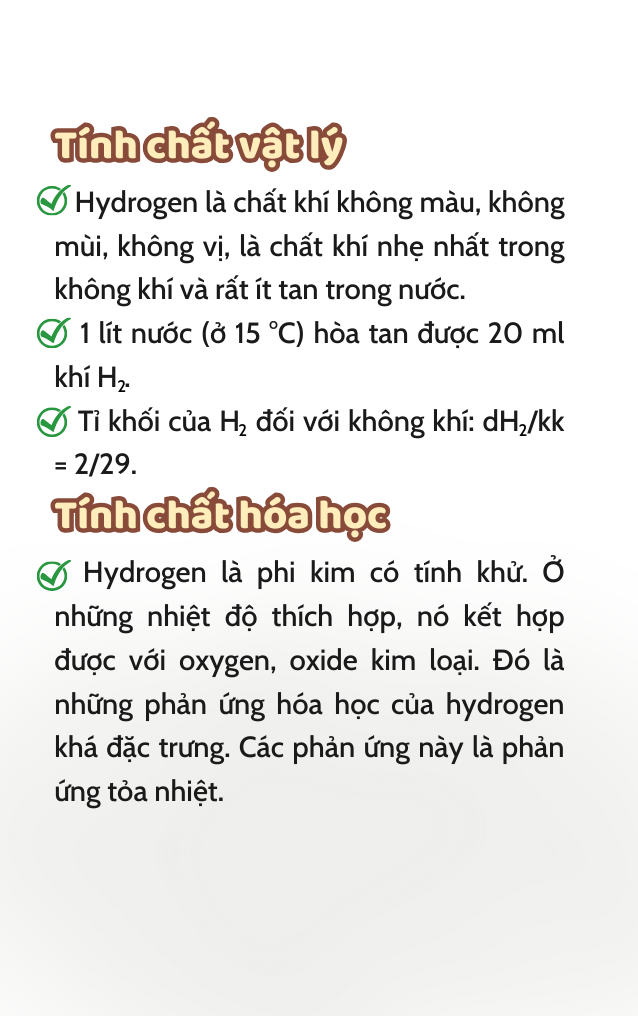 Tính chất vật lý
Hydrogen là chất khí không màu, không
mùi, không vị, là chất khí nhẹ nhất trong
không khí và rất ít tan trong nước.
1 lít nước (ở 15 °C) hòa tan được 20 ml
khí H₂.
Tỉ khối của H₂ đối với không khí: dH₂/kk
= 2/29.
Tính chất hóa học
Hydrogen là phi kim có tính khử. Ở
những nhiệt độ thích hợp, nó kết hợp
được với oxygen, oxide kim loại. Đó là
những phản ứng hóa học của hydrogen
khá đặc trưng. Các phản ứng này là phản
ứng tỏa nhiệt.